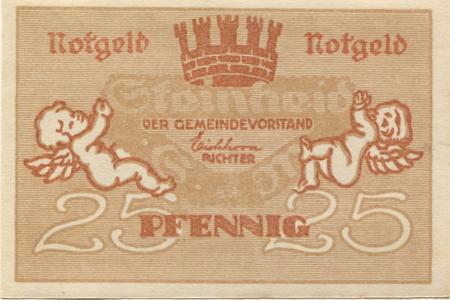 Notgeld Notgeld
Steinheid
DER GEMEINDEVORSTAND
Eichhorn
RICHTER
25 PFENNIG 25